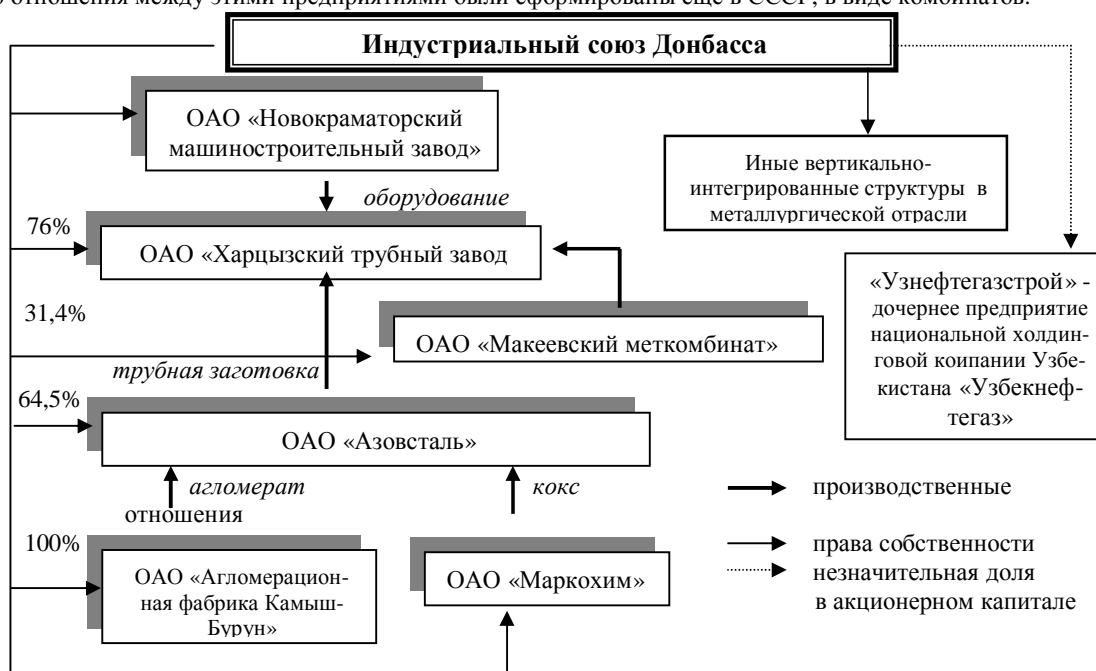 отношения между этими предприятиями были сформированы еще в СССР, в виде комбинатов.
Индустриальный союз Донбасса
ОАО «Новокраматорский
машиностроительный завод»
Иные вертикально-
интегрированные структуры в
металлургической отрасли
оборудование
76%
ОАО «Харцызский трубный завод
«Узнефтегазстрой» -
дочернее предприятие
национальной холдин-
говой коипании Узбе-
кистана «Узбекнеф-
тегаз»
31,4%
ОАО «Макеевский меткомбинат»
трубная заготовка
64,5%
ОАО «Азовсталь»
агломерат
кокс
отношения
производственные
права собственности
незначительная доля
в акционерном капитале
100%
ОАО «Агломерацион-
ная фабрика Камыш-
Бурун»
ОАО «Маркохим»